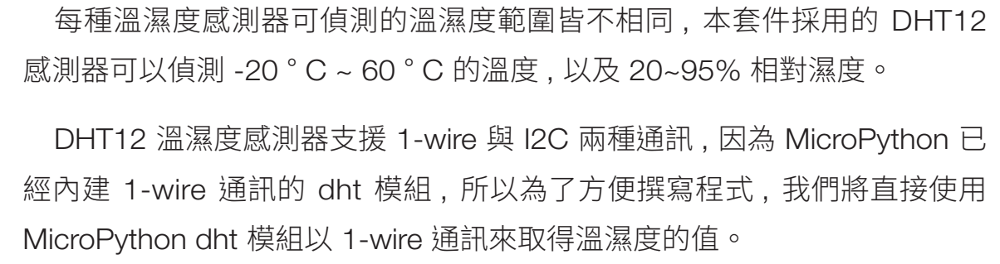 每種溫濕度感測器可偵測的溫濕度範圍皆不相同 , 本套件採用的 DHT12
感測器可以偵測 -20 ° C ~ 60 ° C 的溫度 , 以及 20~95% 相對濕度。
DHT12 溫濕度感測器支援 1-wire 與 I2C 兩種通訊 , 因為 MicroPython 已
經內建 1-wire 通訊的 dht 模組 , 所以為了方便撰寫程式 , 我們將直接使用
MicroPython dht 模組以 1-wire 通訊來取得溫濕度的值。